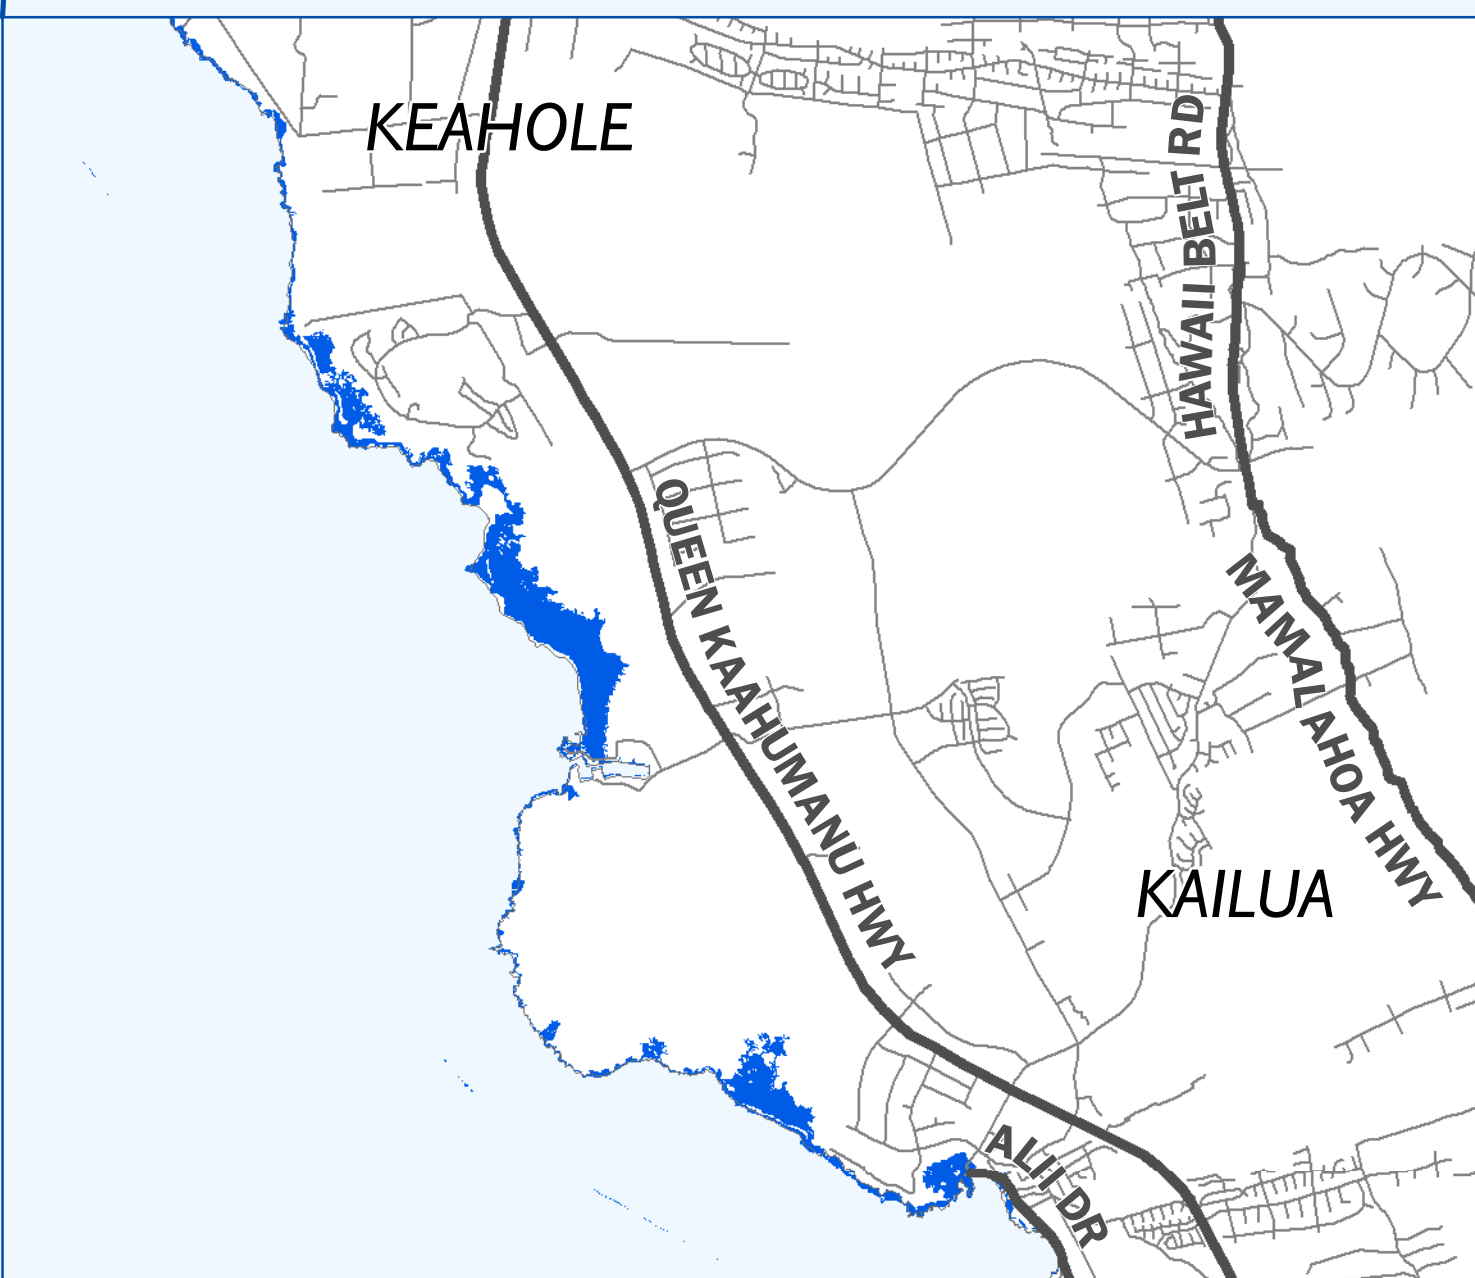 KEAHOLE
HAWAII BELT RD
QUEEN KAAHUMANU HWY
MAMALAHOA HWY
KAILUA
ALII DR